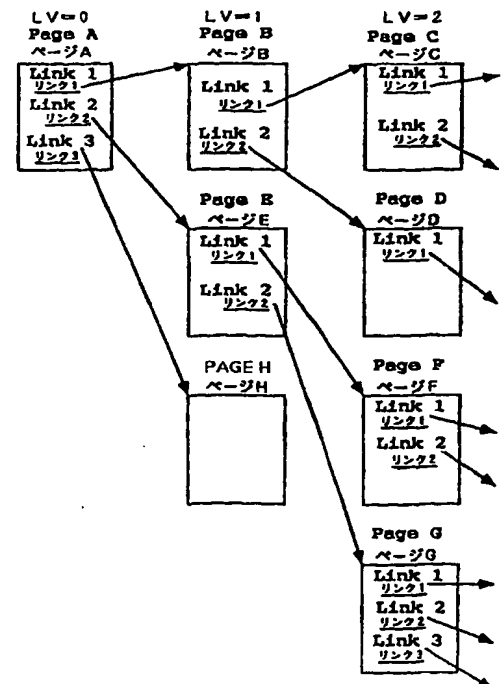 LV=0
Page A
ページA
Link 1
リンク1
Link 2
リンク2
Link 3
リンク3
LV=1
Page B
ページB
Link 1
リンク1
Link 2
リンク2
Page E
ページE
Link 1
リンク1
Link 2
リンク2
PAGE H
ページH
LV=2
Page C
ページC
Link 1
リンク1
Link 2
リンク2
Page D
ページD
Link 1
リンク1
Page F
ページF
Link 1
リンク1
Link 2
リンク2
Page G
ページG
Link 1
リンク1
Link 2
リンク2
Link 3
リンク3